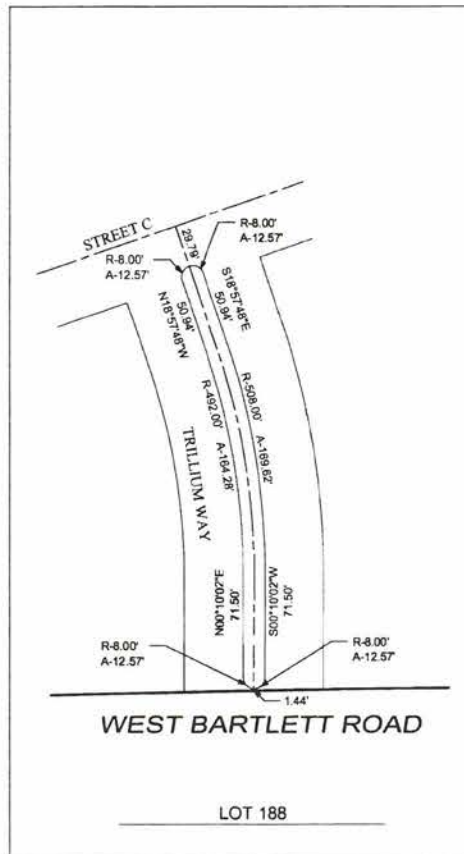 STREET C
29.79'
R-8.00'
A-12.57'
R-8.00'
A-12.57'
S18°57'48"E
50.94'
50.94'
N18°57'48"W
R-508.00'
A-169.62'
R-492.00'
A-164.28'
TRILLIUM WAY
N00°10'02"E
71.50'
S00°10'02"W
71.50'
R-8.00'
A-12.57'
R-8.00'
A-12.57'
1.44'
WEST BARTLETT ROAD
LOT 188